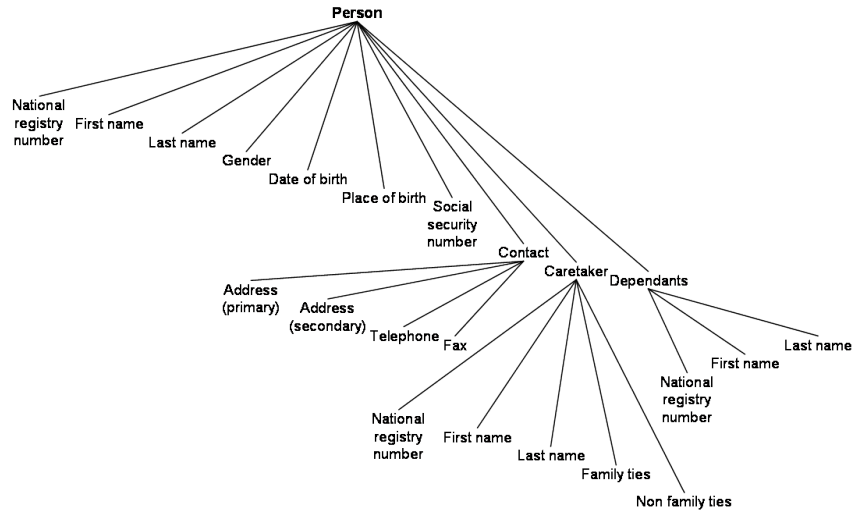 Person
National
registry
number
First name
Last name
Gender
Date of birth
Place of birth
Social
security
number
Contact
Caretaker
Dependants
Address
(primary)
Address
(secondary)
Telephone
Fax
National
registry
number
First name
Last name
Family ties
Non family ties
National
registry
number
First name
Last name